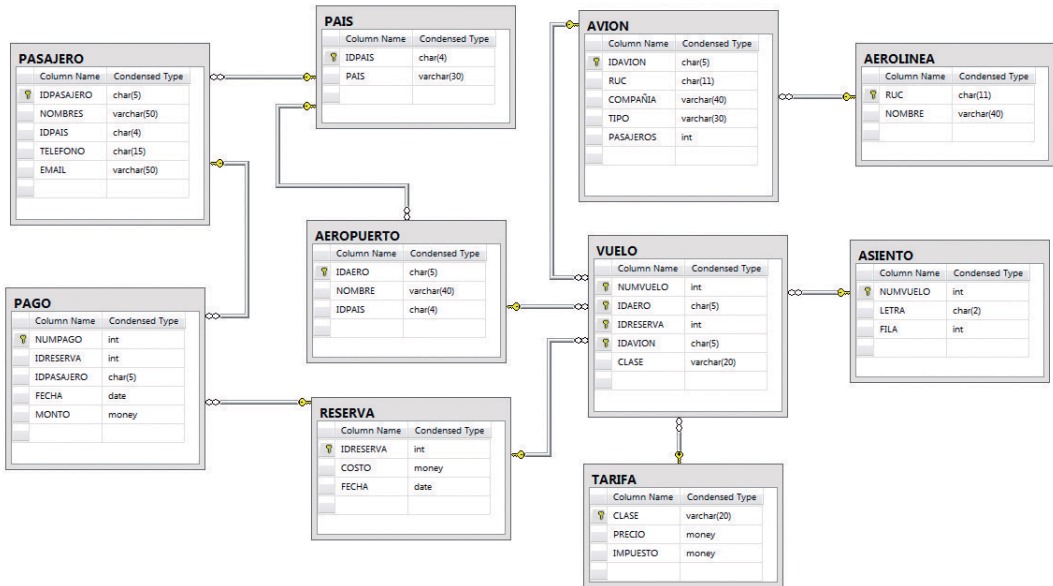 PASAJERO
Column Name Condensed Type
IDPASAJERO char(5)
NOMBRES varchar(50)
IDPAIS char(4)
TELEFONO char(15)
EMAIL varchar(50)
PAIS
Column Name Condensed Type
IDPAIS char(4)
PAIS varchar(30)
AVION
Column Name Condensed Type
IDAVION char(5)
RUC char(11)
COMPAÑIA varchar(40)
TIPO varchar(30)
PASAJEROS int
AEROLINEA
Column Name Condensed Type
RUC char(11)
NOMBRE varchar(40)
AEROPUERTO
Column Name Condensed Type
IDAERO char(5)
NOMBRE varchar(40)
IDPAIS char(4)
VUELO
Column Name Condensed Type
NUMVUELO int
IDAERO char(5)
IDRESERVA int
IDAVION char(5)
CLASE varchar(20)
ASIENTO
Column Name Condensed Type
NUMVUELO int
LETRA char(2)
FILA int
PAGO
Column Name Condensed Type
NUMPAGO int
IDRESERVA int
IDPASAJERO char(5)
FECHA date
MONTO money
RESERVA
Column Name Condensed Type
IDRESERVA int
COSTO money
FECHA date
TARIFA
Column Name Condensed Type
CLASE varchar(20)
PRECIO money
IMPUESTO money